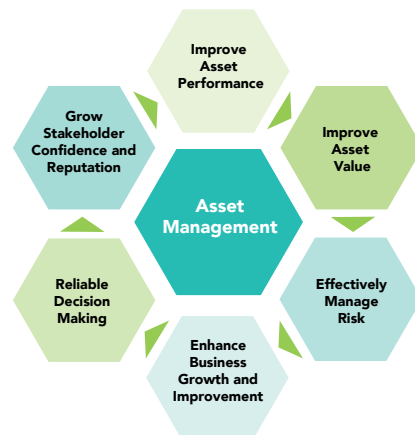 Improve
Asset
Performance
Improve
Asset
Value
Effectively
Manage
Risk
Enhance
Business
Growth and
Improvement
Reliable
Decision
Making
Grow
Stakeholder
Confidence and
Reputation
Asset
Management